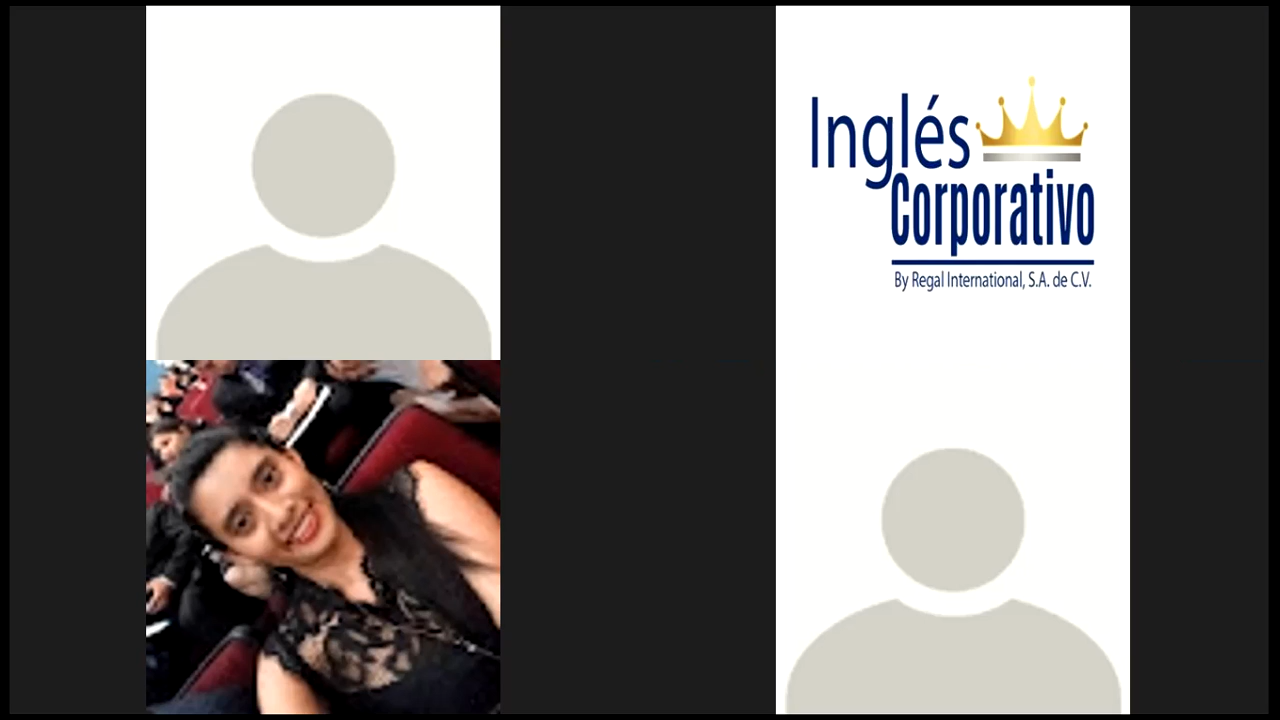 Inglés
Corporativo
By Regal International, S.A. de C.V.